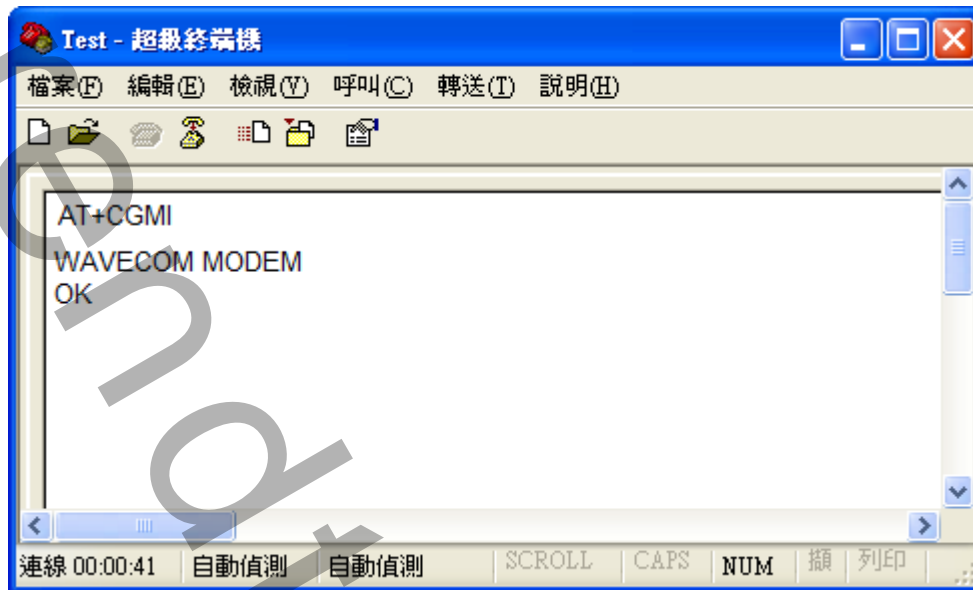 Test - 超級終端機
檔案(F) 編輯(E) 檢視(V) 呼叫(C) 轉送(T) 說明(H)
AT+CGMI
WAVECOM MODEM
OK
連線 00:00:41 自動偵測 自動偵測 SCROLL CAPS NUM 擷 列印